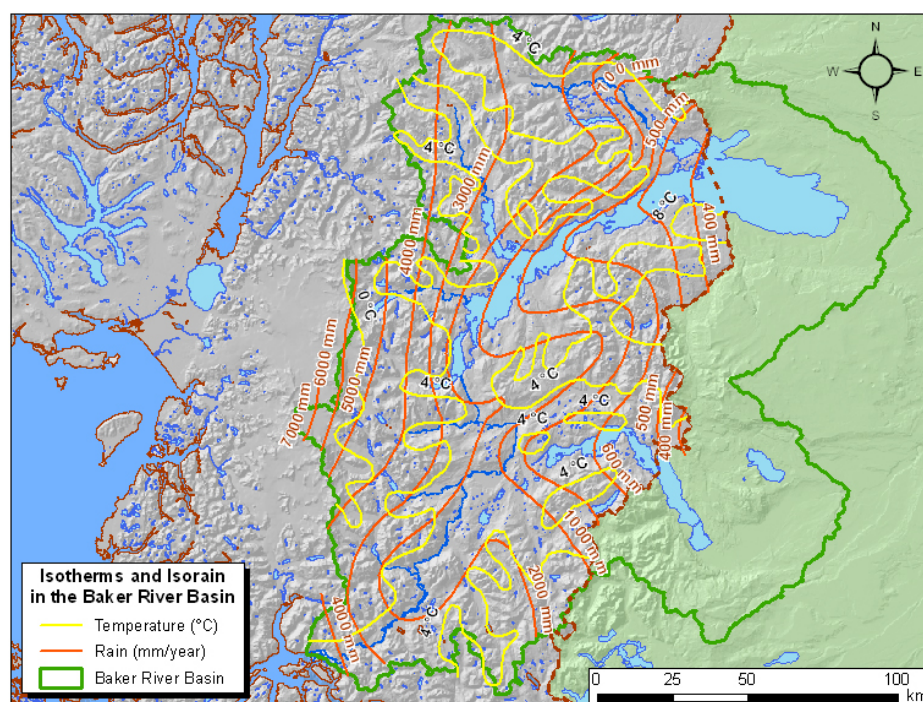 N
W E
S
4 °C
100 mm
500 mm
4 °C
3000 mm
8 °C
400 mm
4000 mm
0 °C
6000 mm
5000 mm
7000 mm
4 °C
4 °C
4 °C
500 mm
400 mm
4 °C
4 °C
600 mm
1000 mm
2000 mm
4000 mm
4 °C
Isotherms and Isorain
in the Baker River Basin
Temperature (°C)
Rain (mm/year)
Baker River Basin
0 25 50 100
km